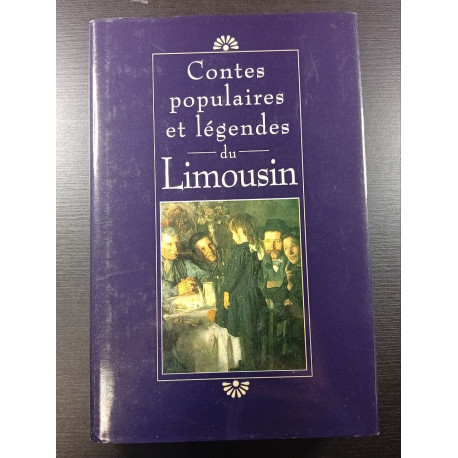 Contes
populaires
et légendes
du
Limousin